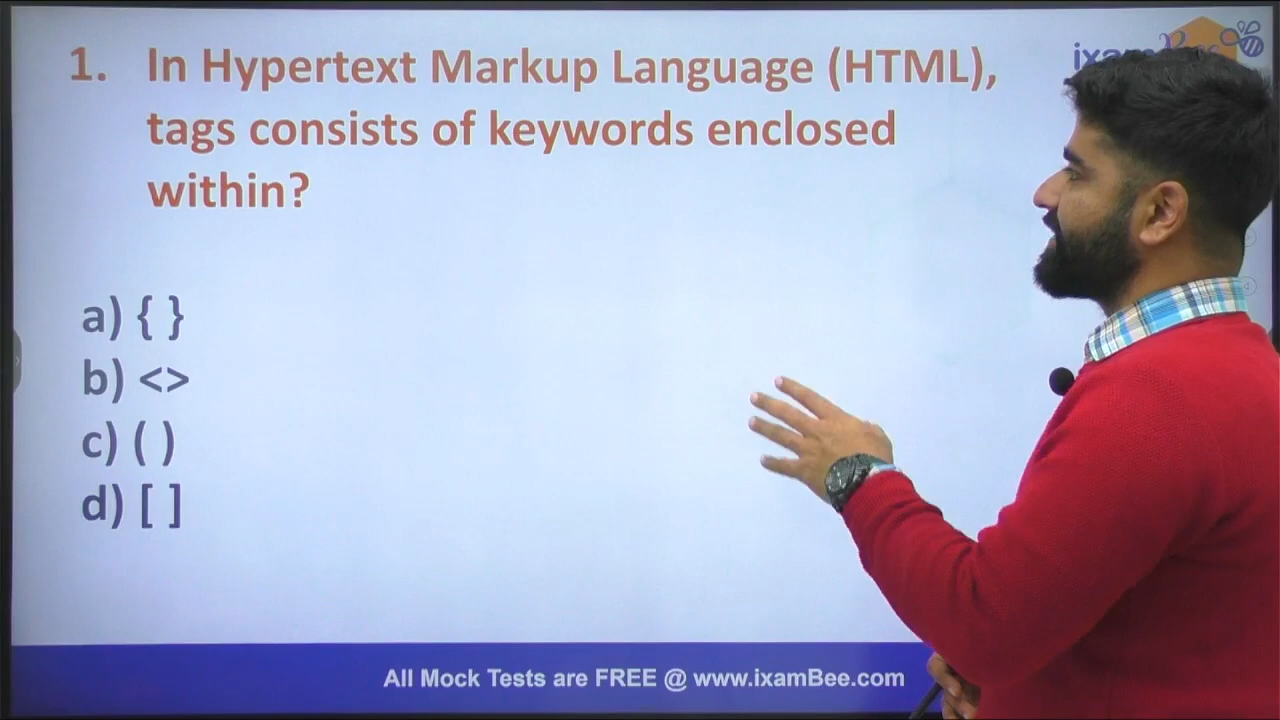 ixamBee
1. In Hypertext Markup Language (HTML),
tags consists of keywords enclosed
within?
a) { }
b) <>
c) ( )
d) [ ]
All Mock Tests are FREE @ www.ixamBee.com